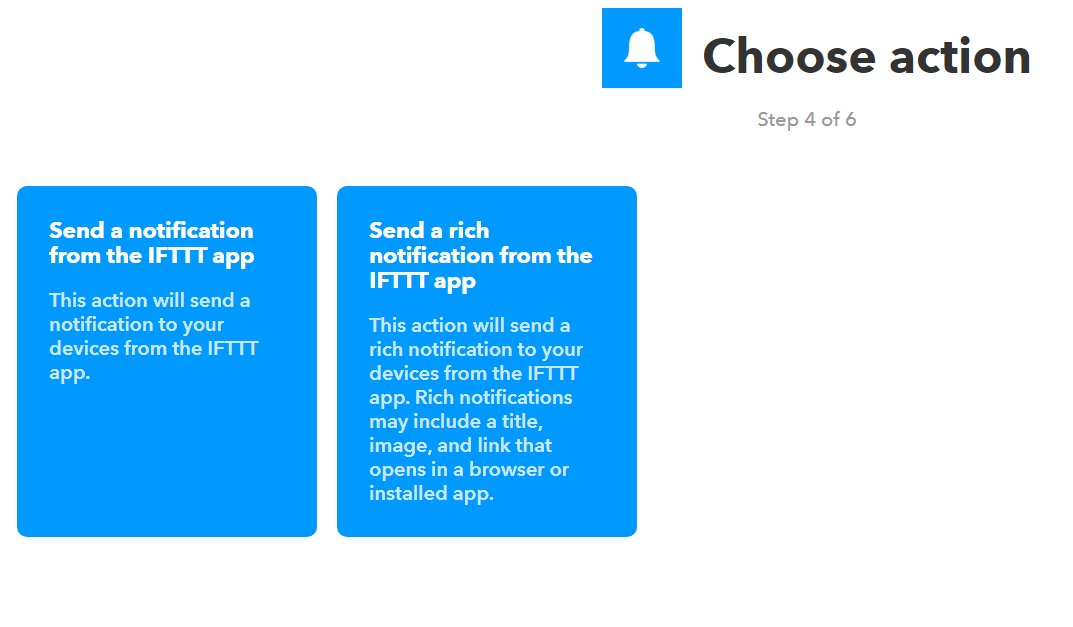 Choose action
Step 4 of 6
Send a notification
from the IFTTT app
This action will send a
notification to your
devices from the IFTTT
app.
Send a rich
notification from the
IFTTT app
This action will send a
rich notification to your
devices from the IFTTT
app. Rich notifications
may include a title,
image, and link that
opens in a browser or
installed app.